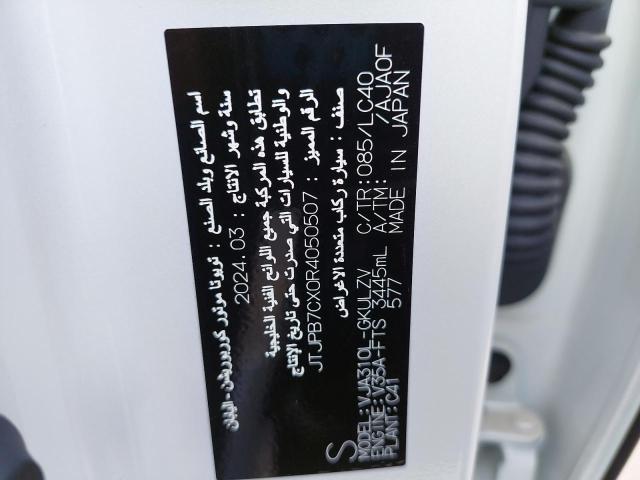 اسم الصانع وبلد الصنع : تويوتا موتور كوربوريشن - اليابان
سنة وشهر الانتاج : 2024.03
تطابق هذه المركبة جميع اللوائح الفنية الخليجية
والوطنية للسيارات التي صدرت حتى تاريخ الإنتاج
الرقم المميز : JTJPB7CX0R4050507
صنف : سيارة ركاب متعددة الاغراض
S
MODEL:VJA310L-GKULZV C/TR:085/LC40
ENGINE:V35A-FTS 3445mL A/TM: /AJA0F
PLANT:C41 577 MADE IN JAPAN